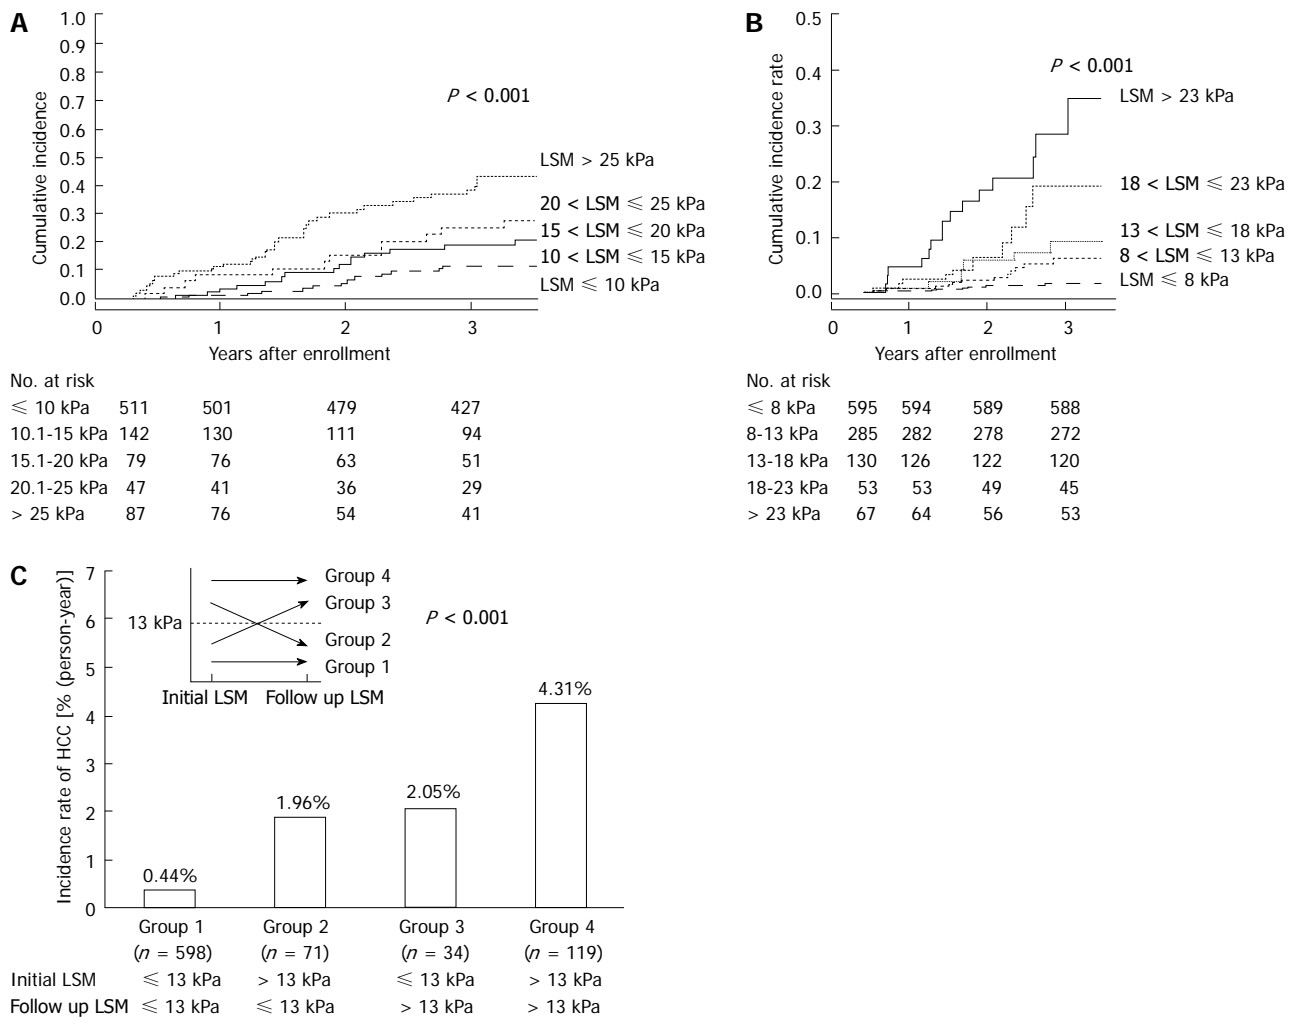 A
Cumulative incidence
1.0
0.9
0.8
0.7
0.6
0.5
0.4
0.3
0.2
0.1
0.0
P < 0.001
LSM > 25 kPa
20 < LSM ⩽ 25 kPa
15 < LSM ⩽ 20 kPa
10 < LSM ⩽ 15 kPa
LSM ⩽ 10 kPa
0 1 2 3
Years after enrollment
No. at risk
⩽ 10 kPa 511 501 479 427
10.1-15 kPa 142 130 111 94
15.1-20 kPa 79 76 63 51
20.1-25 kPa 47 41 36 29
> 25 kPa 87 76 54 41
B
Cumulative incidence rate
0.5
0.4
0.3
0.2
0.1
0.0
P < 0.001
LSM > 23 kPa
18 < LSM ⩽ 23 kPa
13 < LSM ⩽ 18 kPa
8 < LSM ⩽ 13 kPa
LSM ⩽ 8 kPa
0 1 2 3
Years after enrollment
No. at risk
⩽ 8 kPa 595 594 589 588
8-13 kPa 285 282 278 272
13-18 kPa 130 126 122 120
18-23 kPa 53 53 49 45
> 23 kPa 67 64 56 53
C
Incidence rate of HCC [% (person-year)]
7
6
5
4
3
2
1
0
13 kPa
Group 4
Group 3
Group 2
Group 1
Initial LSM Follow up LSM
P < 0.001
0.44%
1.96%
2.05%
4.31%
Group 1 Group 2 Group 3 Group 4
(n = 598) (n = 71) (n = 34) (n = 119)
Initial LSM ⩽ 13 kPa > 13 kPa ⩽ 13 kPa > 13 kPa
Follow up LSM ⩽ 13 kPa ⩽ 13 kPa > 13 kPa > 13 kPa